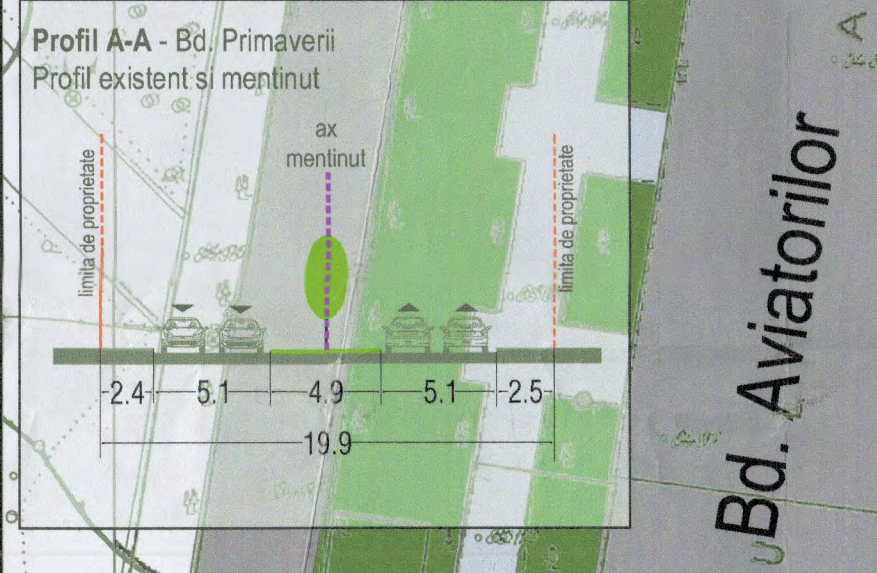 Profil A-A - Bd. Primaverii
Profil existent si mentinut
ax
mentinut
limita de proprietate
limita de proprietate
2.4 5.1 4.9 5.1 2.5
19.9
Bd. Aviatorilor
A